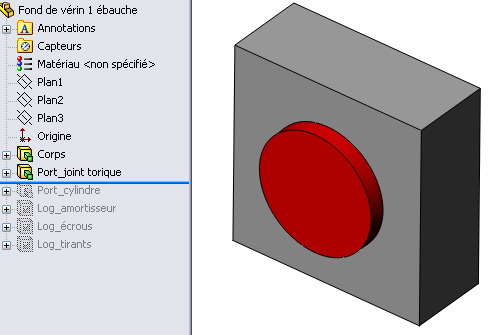 Fond de vérin 1 ébauche
Annotations
Capteurs
Matériau <non spécifié>
Plan1
Plan2
Plan3
Origine
Corps
Port_joint torique
Port_cylindre
Log_amortisseur
Log_écrous
Log_tirants